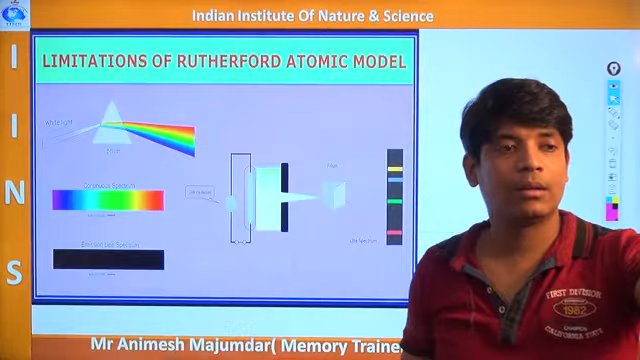 Indian Institute Of Nature & Science
I
I
N
S
LIMITATIONS OF RUTHERFORD ATOMIC MODEL
white light
prism
Continuous Spectrum
Emission Line Spectrum
Prism
Line Spectrum
Mr Animesh Majumdar( Memory Traine
FIRST DIVISION
1982
CHAMPION
CALIFORNIA STATE